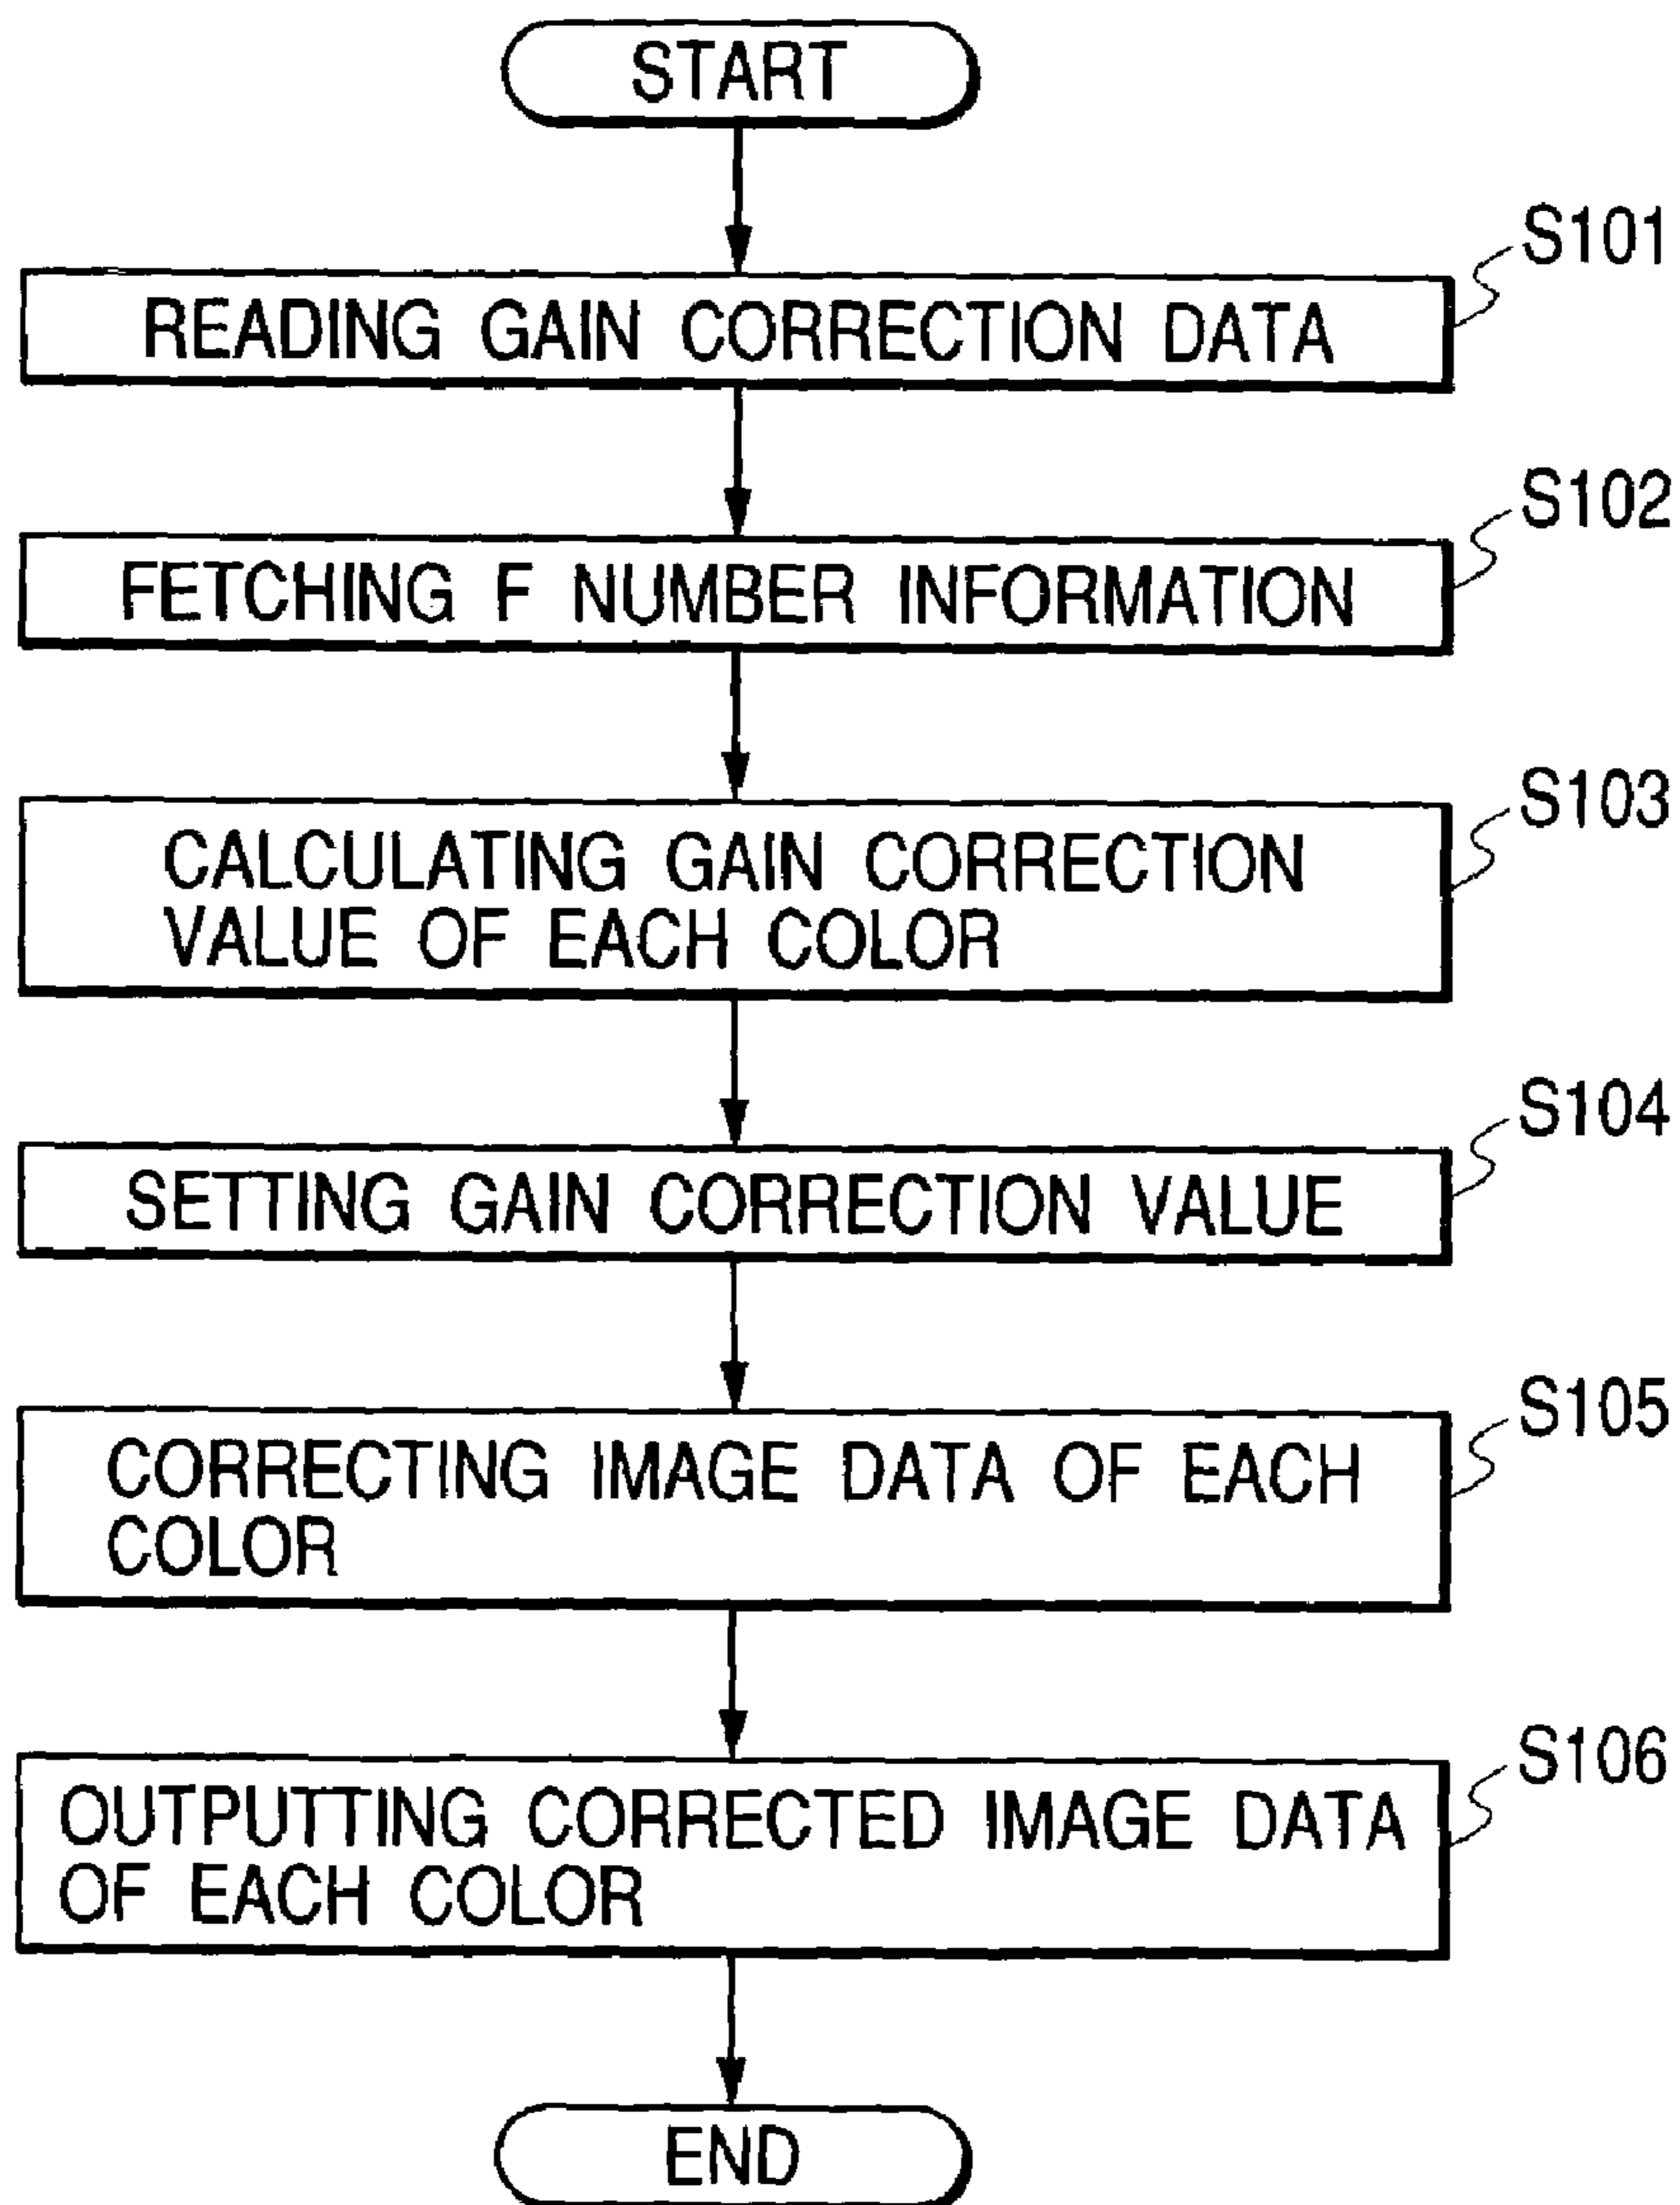 START
S101
READING GAIN CORRECTION DATA
S102
FETCHING F NUMBER INFORMATION
S103
CALCULATING GAIN CORRECTION
VALUE OF EACH COLOR
S104
SETTING GAIN CORRECTION VALUE
S105
CORRECTING IMAGE DATA OF EACH
COLOR
S106
OUTPUTTING CORRECTED IMAGE DATA
OF EACH COLOR
END